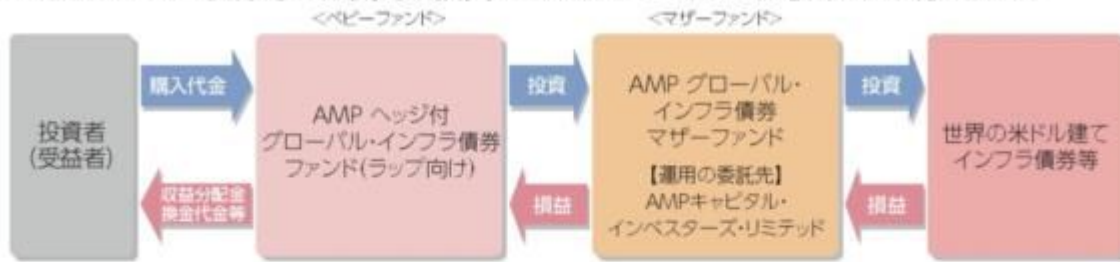 <ベビーファンド>
<マザーファンド>
投資者
(受益者)
購入代金
収益分配金
換金代金等
AMP ヘッジ付
グローバル・インフラ債券
ファンド(ラップ向け)
投資
損益
AMP グローバル・
インフラ債券
マザーファンド
【運用の委託先】
AMPキャピタル・
インベスターズ・リミテッド
投資
損益
世界の米ドル建て
インフラ債券等